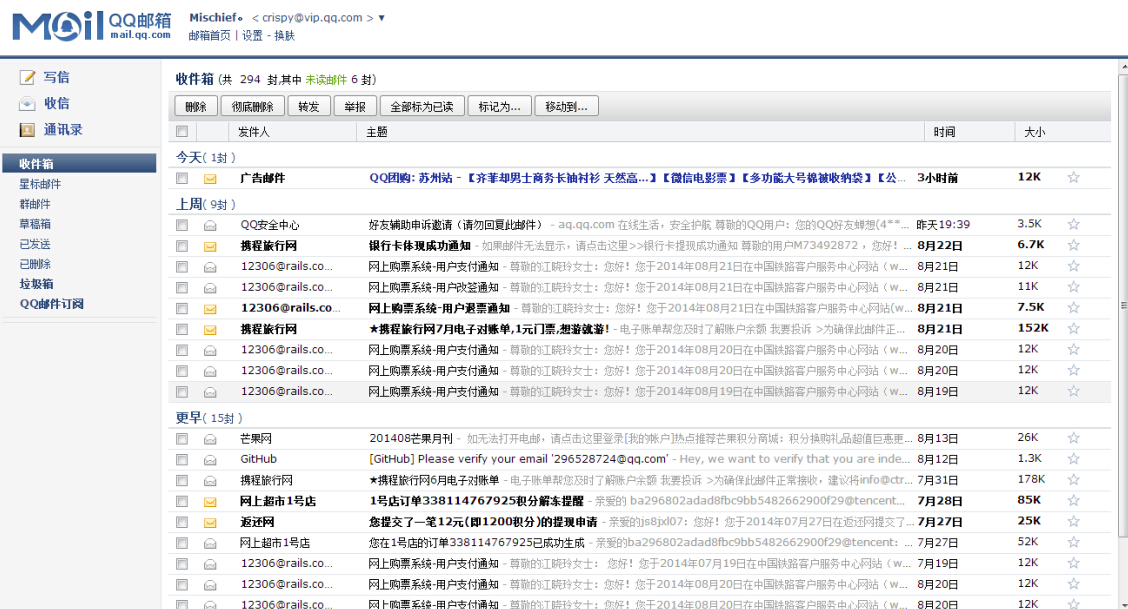 Mail QQ邮箱 mail.qq.com
Mischief。 < crispy@vip.qq.com > ▼
邮箱首页 | 设置 - 换肤
写信
收信
通讯录
收件箱
星标邮件
群邮件
草稿箱
已发送
已删除
垃圾箱
QQ邮件订阅
收件箱 (共 294 封,其中 未读邮件 6 封)
删除 彻底删除 转发 举报 全部标为已读 标记为... 移动到...
发件人 主题 时间 大小
今天( 1封 )
广告邮件 QQ团购: 苏州站 - 【齐菲却男士商务长袖衬衫 天然高...】【微信电影票】【多功能大号棉被收纳袋】【公... 3小时前 12K
上周( 9封 )
QQ安全中心 好友辅助申诉邀请（请勿回复此邮件） - aq.qq.com 在线生活，安全护航 尊敬的QQ用户：您的QQ好友蝉想(4**... 昨天19:39 3.5K
携程旅行网 银行卡体现成功通知 - 如果邮件无法显示，请点击这里>>银行卡提现成功通知 尊敬的用户M73492872 ，您好！... 8月22日 6.7K
12306@rails.co... 网上购票系统-用户支付通知 - 尊敬的江晓玲女士：您好！您于2014年08月21日在中国铁路客户服务中心网站（w... 8月21日 12K
12306@rails.co... 网上购票系统-用户改签通知 - 尊敬的江晓玲女士：您好！您于2014年08月21日在中国铁路客户服务中心网站（w... 8月21日 11K
12306@rails.co... 网上购票系统-用户退票通知 - 尊敬的江晓玲女士：您好！您于2014年08月21日在中国铁路客户服务中心网站(w... 8月21日 7.5K
携程旅行网 ★携程旅行网7月电子对账单,1元门票,想游就游! - 电子账单帮您及时了解账户余额 我要投诉 >为确保此邮件正... 8月21日 152K
12306@rails.co... 网上购票系统-用户支付通知 - 尊敬的江晓玲女士：您好！您于2014年08月20日在中国铁路客户服务中心网站（w... 8月20日 12K
12306@rails.co... 网上购票系统-用户支付通知 - 尊敬的江晓玲女士：您好！您于2014年08月20日在中国铁路客户服务中心网站（w... 8月20日 12K
12306@rails.co... 网上购票系统-用户支付通知 - 尊敬的江晓玲女士：您好！您于2014年08月19日在中国铁路客户服务中心网站（w... 8月19日 12K
更早( 15封 )
芒果网 201408芒果月刊 - 如无法打开电邮，请点击这里登录[我的帐户]热点推荐芒果积分商城：积分换购礼品超值巨惠更... 8月13日 26K
GitHub [GitHub] Please verify your email '296528724@qq.com' - Hey, we want to verify that you are inde... 8月12日 1.3K
携程旅行网 ★携程旅行网6月电子对账单 - 电子账单帮您及时了解账户余额 我要投诉 >为确保此邮件正常接收，建议将info@ctr... 7月31日 178K
网上超市1号店 1号店订单338114767925积分解冻提醒 - 亲爱的 ba296802adad8fbc9bb5482662900f29@tencent... 7月28日 85K
返还网 您提交了一笔12元(即1200积分)的提现申请 - 亲爱的js8jxl07：您好！您于2014年07月27日在返还网提交了... 7月27日 25K
网上超市1号店 您在1号店的订单338114767925已成功生成 - 亲爱的ba296802adad8fbc9bb5482662900f29@tencent：... 7月27日 52K
12306@rails.co... 网上购票系统-用户支付通知 - 尊敬的江晓玲女士： 您好！您于2014年07月19日在中国铁路客户服务中心网站（w... 7月19日 12K
12306@rails.co... 网上购票系统-用户支付通知 - 尊敬的江晓玲女士：您好！您于2014年08月20日在中国铁路客户服务中心网站（w... 8月20日 12K
12306@rails.co... 网上购票系统-用户支付通知 - 尊敬的江晓玲女士：您好！您于2014年08月20日在中国铁路客户服务中心网站（w... 8月20日 12K